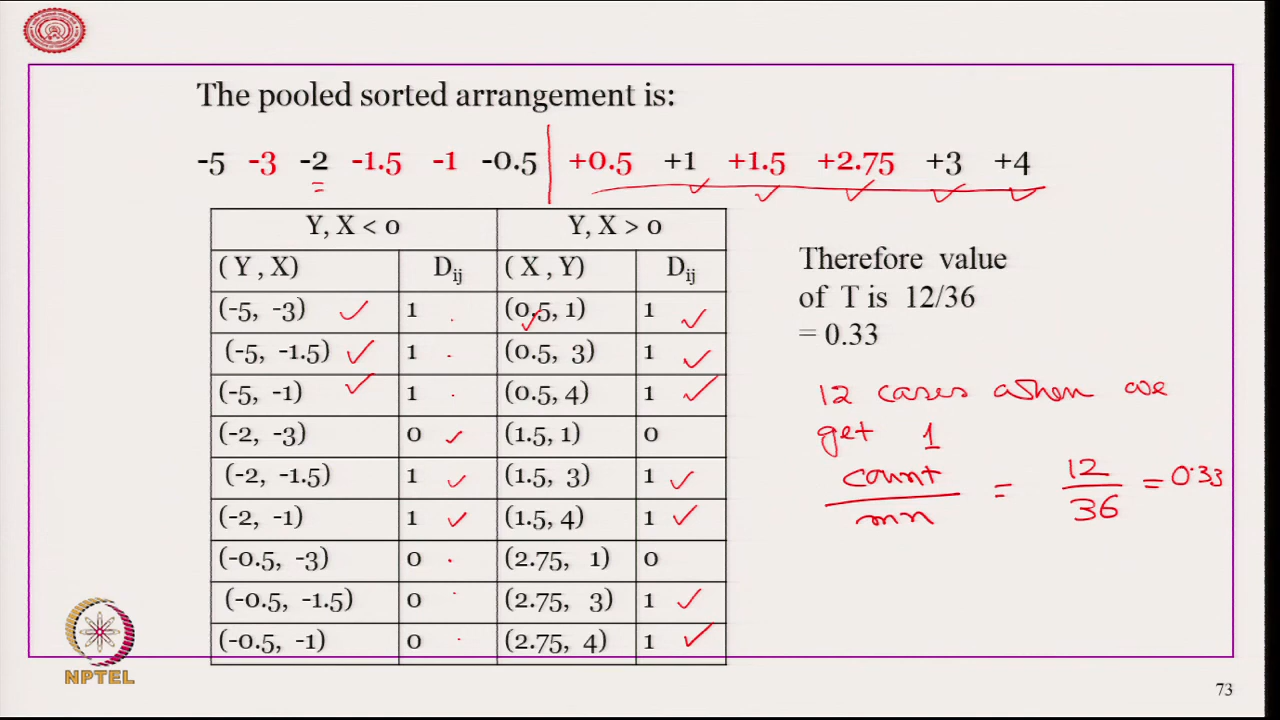 The pooled sorted arrangement is:
-5 -3 -2 -1.5 -1 -0.5 +0.5 +1 +1.5 +2.75 +3 +4
Y, X < 0 Y, X > 0
( Y , X) Dij ( X , Y) Dij
(-5, -3) 1 (0.5, 1) 1
(-5, -1.5) 1 (0.5, 3) 1
(-5, -1) 1 (0.5, 4) 1
(-2, -3) 0 (1.5, 1) 0
(-2, -1.5) 1 (1.5, 3) 1
(-2, -1) 1 (1.5, 4) 1
(-0.5, -3) 0 (2.75, 1) 0
(-0.5, -1.5) 0 (2.75, 3) 1
(-0.5, -1) 0 (2.75, 4) 1
Therefore value
of T is 12/36
= 0.33
12 cases when we
get 1
count/mn = 12/36 = 0.33
NPTEL
73